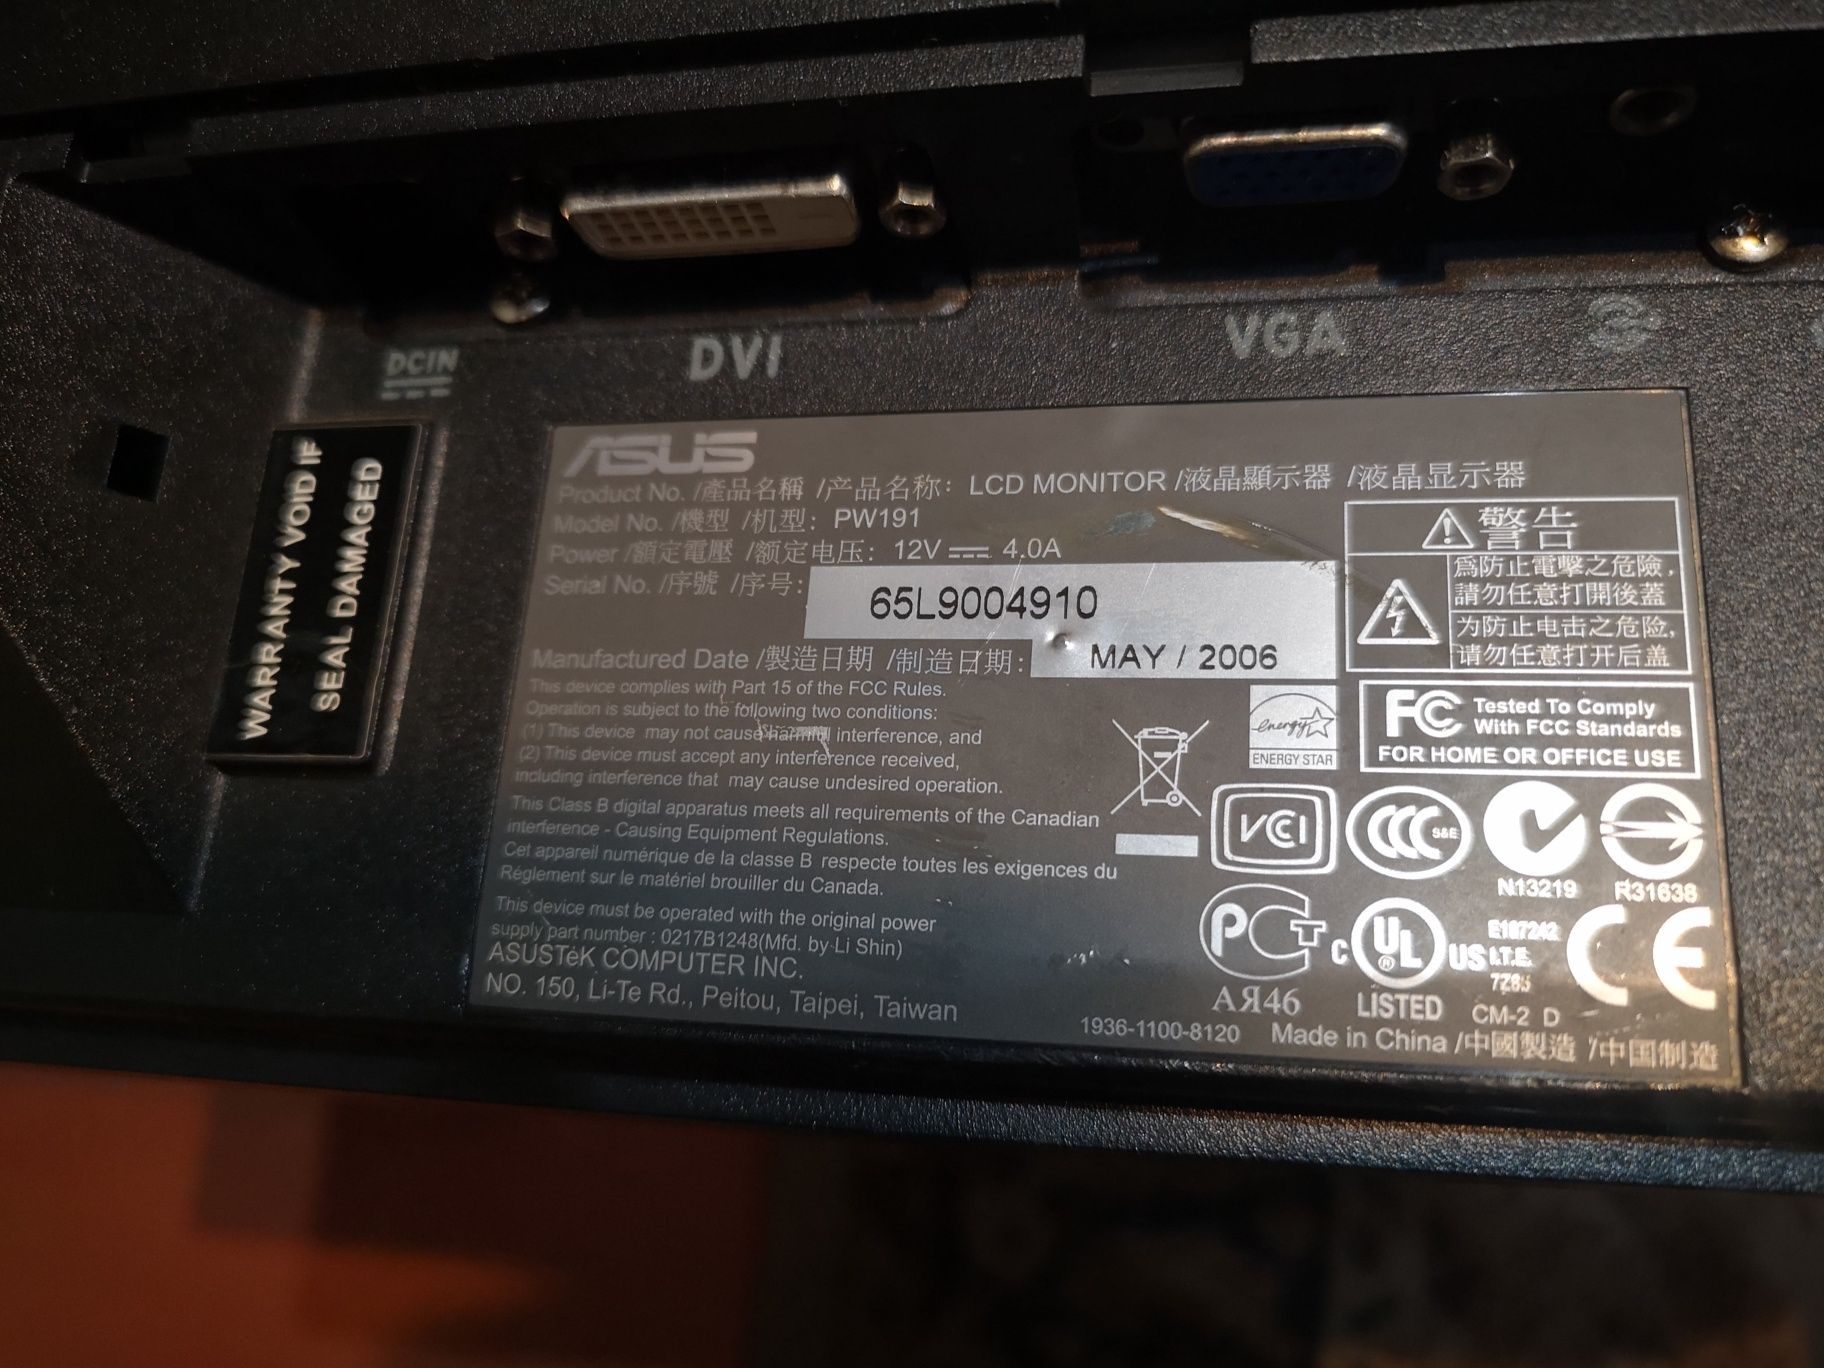 DCIN
DVI
VGA
WARRANTY VOID IF
SEAL DAMAGED
ASUS
Product No. /產品名稱 /产品名称: LCD MONITOR /液晶顯示器 /液晶显示器
Model No. /機型 /机型: PW191
Power /額定電壓 /额定电压: 12V 4.0A
Serial No. /序號 /序号:
65L9004910
Manufactured Date /製造日期 /制造日期:
MAY / 2006
This device complies with Part 15 of the FCC Rules.
Operation is subject to the following two conditions:
(1) This device may not cause harmful interference, and
(2) This device must accept any interference received,
including interference that may cause undesired operation.
This Class B digital apparatus meets all requirements of the Canadian
interference - Causing Equipment Regulations.
Cet appareil numérique de la classe B respecte toutes les exigences du
Réglement sur le matériel brouiller du Canada.
This device must be operated with the original power
supply part number : 0217B1248(Mfd. by Li Shin)
ASUSTeK COMPUTER INC.
NO. 150, Li-Te Rd., Peitou, Taipei, Taiwan
警告
爲防止電擊之危險,
請勿任意打開後蓋
为防止电击之危险,
请勿任意打开后盖
energy
ENERGY STAR
FC Tested To Comply
With FCC Standards
FOR HOME OR OFFICE USE
VCCI
CCC S&E
N13219
R31638
PCT
АЯ46
C UL US
®
LISTED
E187242
I.T.E.
CE
CM-2 D
1936-1100-8120 Made in China /中國製造 /中国制造